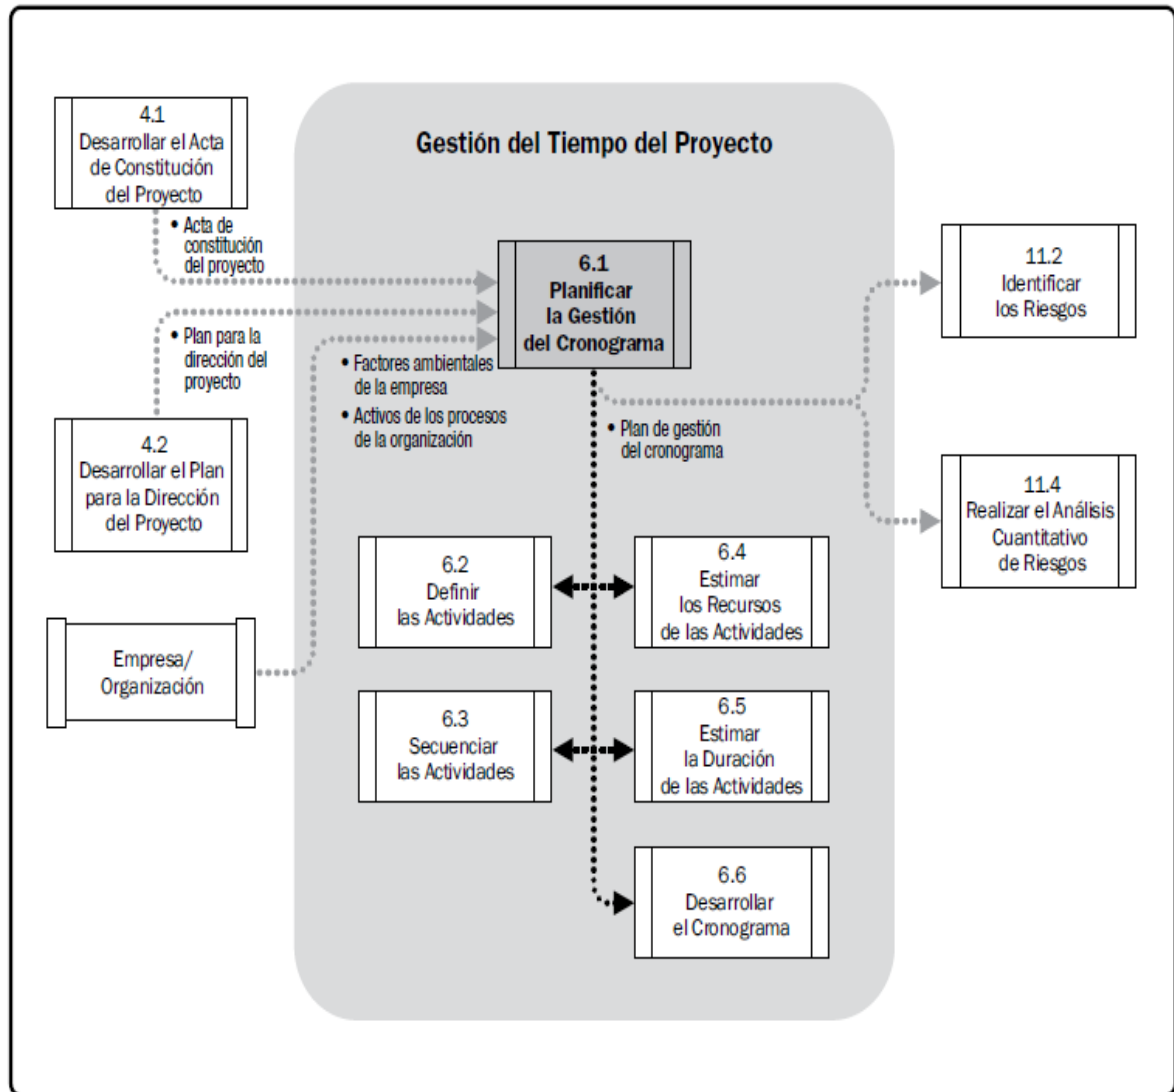 Gestión del Tiempo del Proyecto
4.1
Desarrollar el Acta
de Constitución
del Proyecto
• Acta de
constitución
del proyecto
6.1
Planificar
la Gestión
del Cronograma
11.2
Identificar
los Riesgos
• Plan para la
dirección del
proyecto
• Factores ambientales
de la empresa
• Activos de los procesos
de la organización
• Plan de gestión
del cronograma
4.2
Desarrollar el Plan
para la Dirección
del Proyecto
11.4
Realizar el Análisis
Cuantitativo
de Riesgos
6.2
Definir
las Actividades
6.4
Estimar
los Recursos
de las Actividades
Empresa/
Organización
6.3
Secuenciar
las Actividades
6.5
Estimar
la Duración
de las Actividades
6.6
Desarrollar
el Cronograma